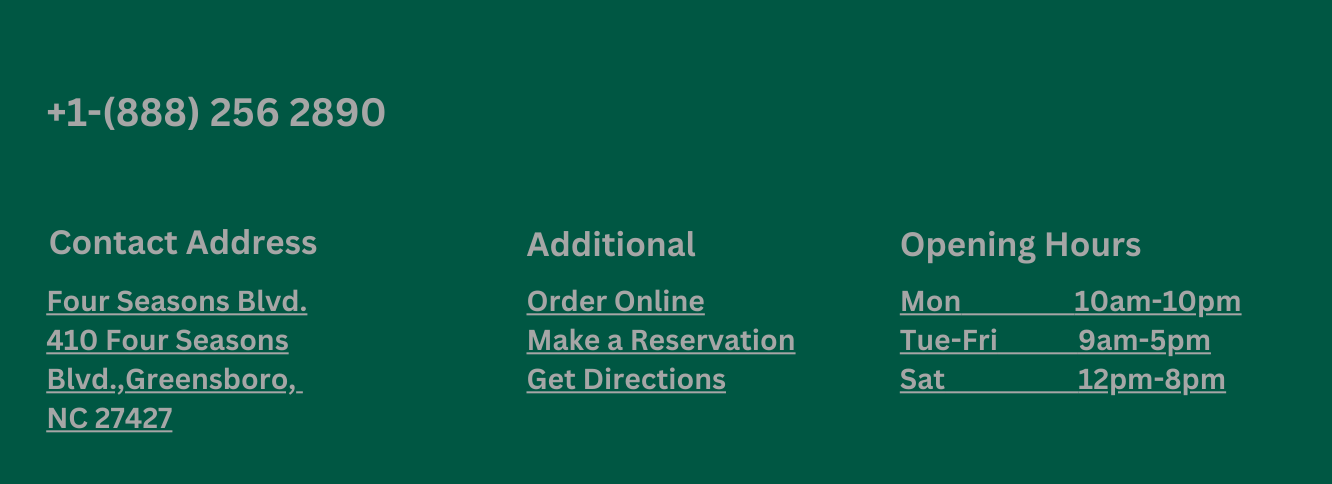 +1-(888) 256 2890
Contact Address
Four Seasons Blvd.
410 Four Seasons
Blvd.,Greensboro,
NC 27427
Additional
Order Online
Make a Reservation
Get Directions
Opening Hours
Mon 10am-10pm
Tue-Fri 9am-5pm
Sat 12pm-8pm